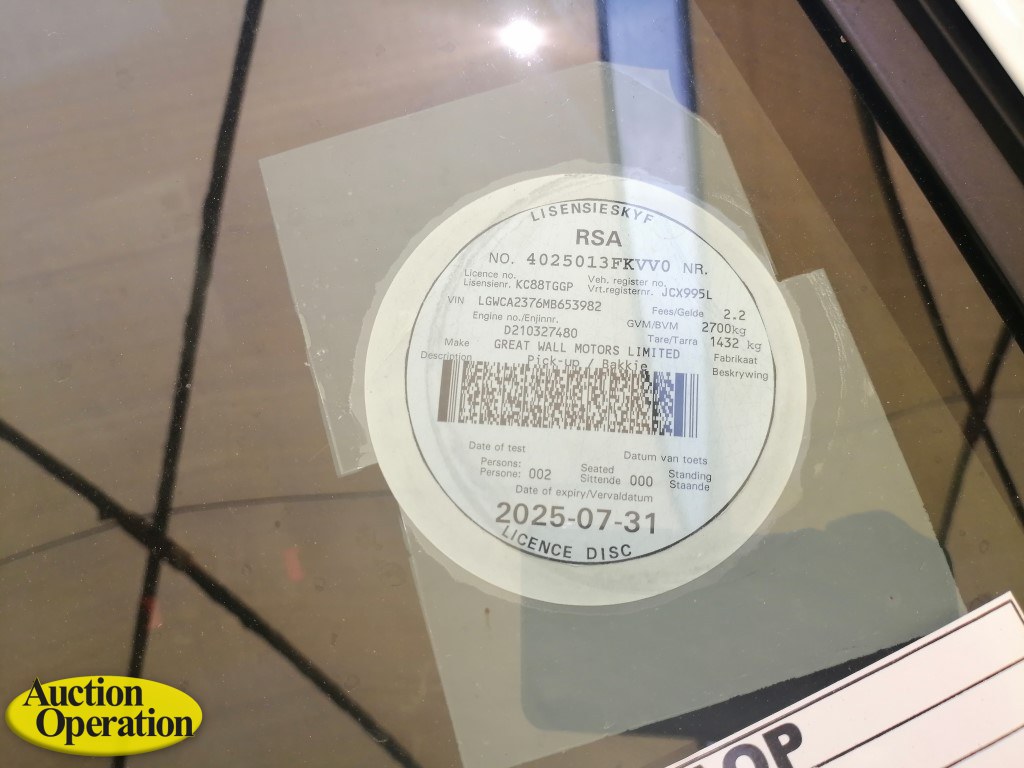 LISENSIESKYF
RSA
NO. 4025013FKVV0 NR.
Licence no. Veh. register no.
Lisensienr. KC88TGGP Vrt.registernr. JCX995L
VIN LGWCA2376MB653982 Fees/Gelde 2.2
Engine no./Enjinnr. GVM/BVM 2700kg
D210327480 Tare/Tarra 1432 kg
Make GREAT WALL MOTORS LIMITED Fabrikaat
Description Pick-up / Bakkie Beskrywing
Date of test Datum van toets
Persons: Seated Standing
Persone: 002 Sittende 000 Staande
Date of expiry/Vervaldatum
2025-07-31
LICENCE DISC
Auction
Operation